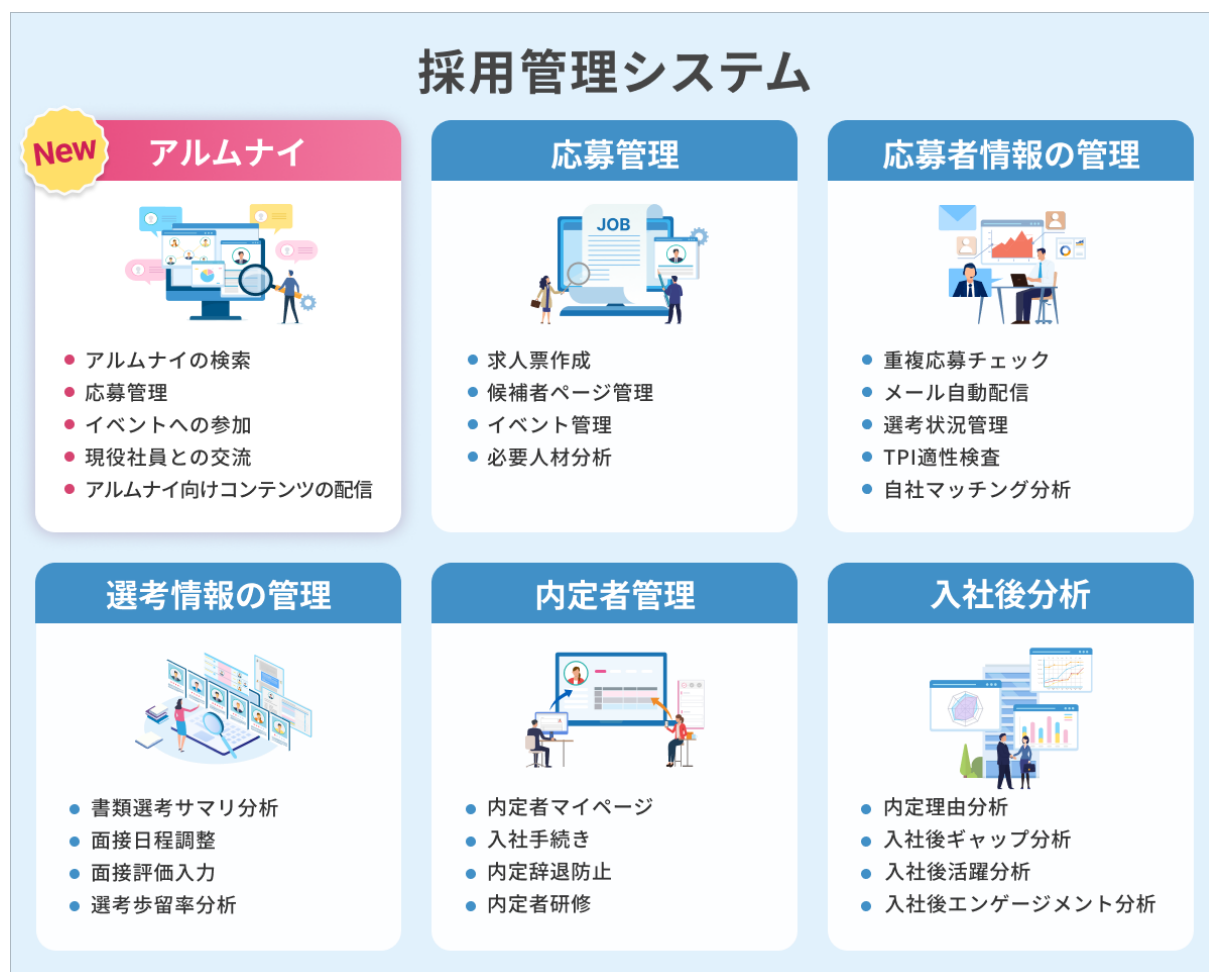 採用管理システム
New
アルムナイ
アルムナイの検索
応募管理
イベントへの参加
現役社員との交流
アルムナイ向けコンテンツの配信
応募管理
JOB
求人票作成
候補者ページ管理
イベント管理
必要人材分析
応募者情報の管理
重複応募チェック
メール自動配信
選考状況管理
TPI適性検査
自社マッチング分析
選考情報の管理
書類選考サマリ分析
面接日程調整
面接評価入力
選考歩留率分析
内定者管理
内定者マイページ
入社手続き
内定辞退防止
内定者研修
入社後分析
内定理由分析
入社後ギャップ分析
入社後活躍分析
入社後エンゲージメント分析